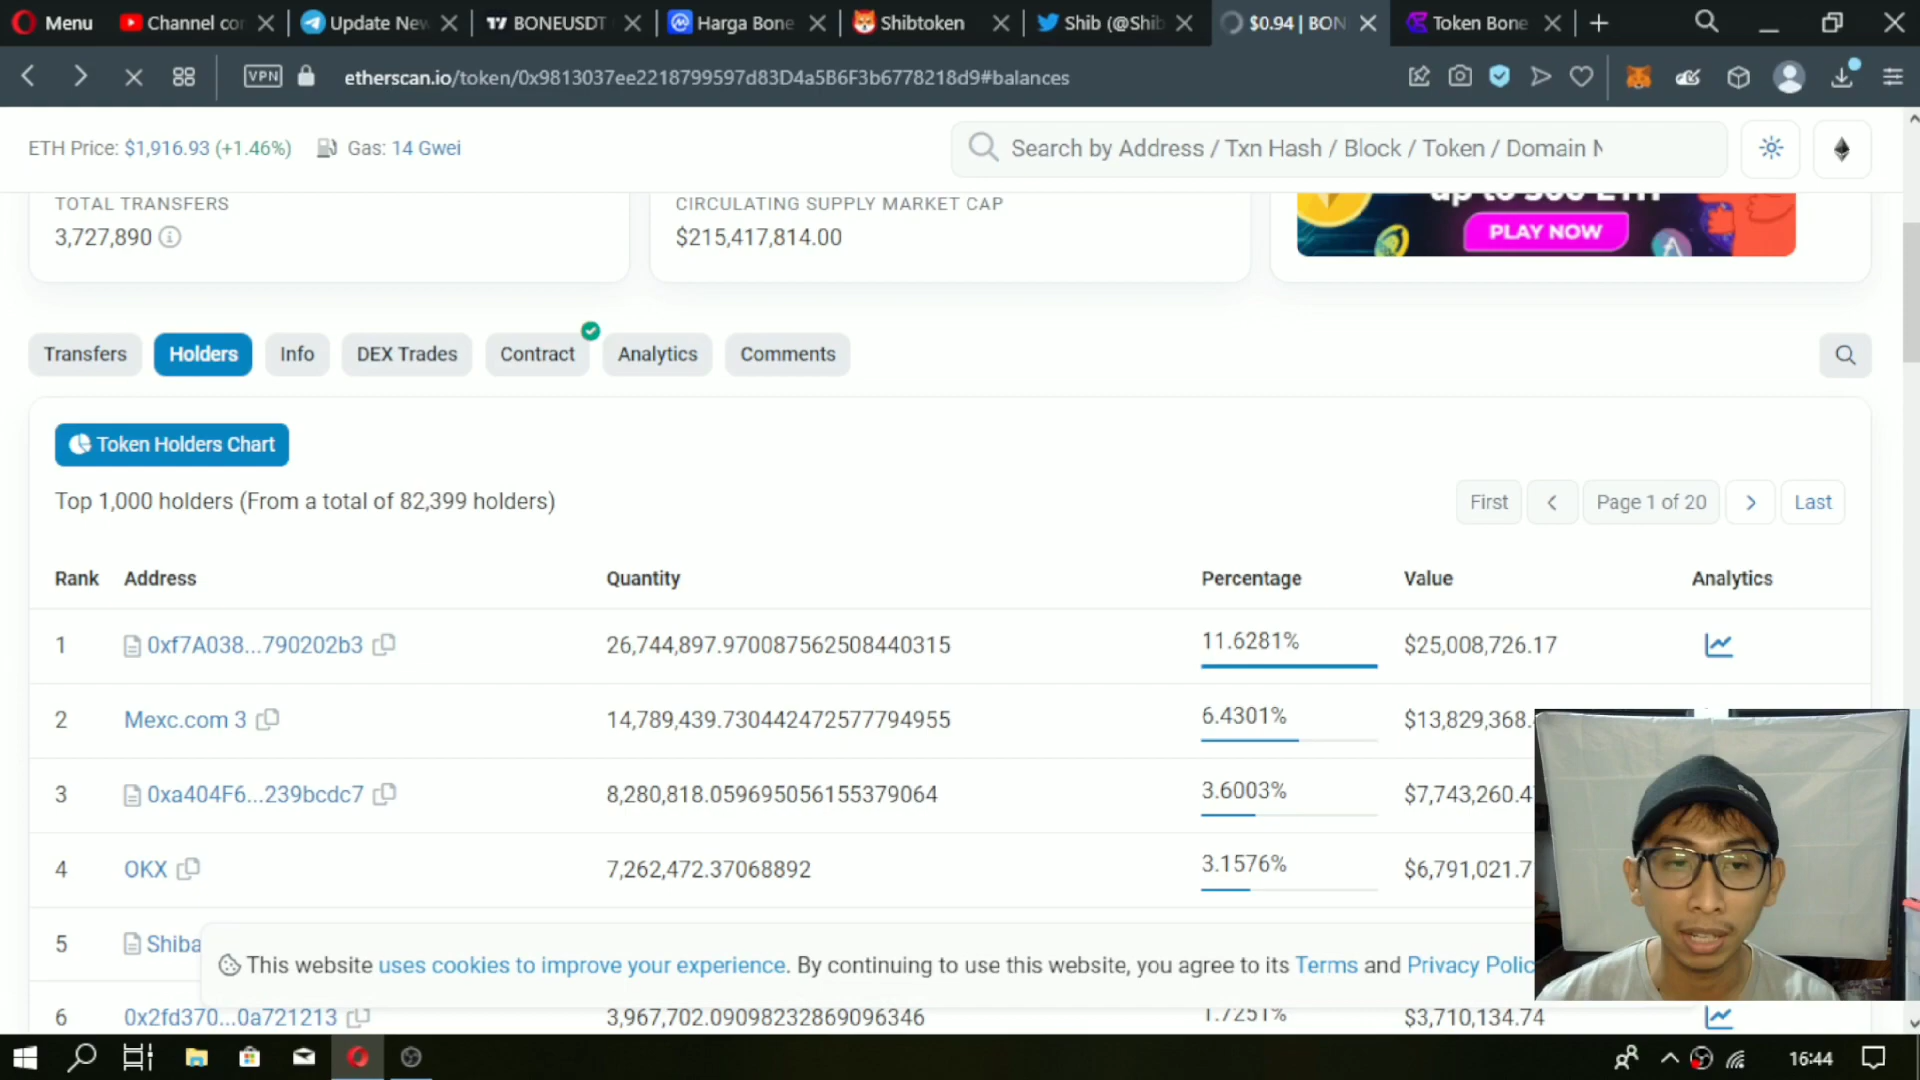 Menu
Channel cor
Update New
BONEUSDT
Harga Bone
Shibtoken
Shib (@Shib
$0.94 | BON
Token Bone
VPN
etherscan.io/token/0x9813037ee2218799597d83D4a5B6F3b6778218d9#balances
ETH Price: $1,916.93 (+1.46%)
Gas: 14 Gwei
Search by Address / Txn Hash / Block / Token / Domain N
TOTAL TRANSFERS
3,727,890
CIRCULATING SUPPLY MARKET CAP
$215,417,814.00
PLAY NOW
Transfers
Holders
Info
DEX Trades
Contract
Analytics
Comments
Token Holders Chart
Top 1,000 holders (From a total of 82,399 holders)
First
Page 1 of 20
Last
Rank Address Quantity Percentage Value Analytics
1 0xf7A038...790202b3 26,744,897.970087562508440315 11.6281% $25,008,726.17
2 Mexc.com 3 14,789,439.730442472577794955 6.4301% $13,829,368.
3 0xa404F6...239bcdc7 8,280,818.059695056155379064 3.6003% $7,743,260.4
4 OKX 7,262,472.37068892 3.1576% $6,791,021.7
5 Shiba
This website uses cookies to improve your experience. By continuing to use this website, you agree to its Terms and Privacy Polic
6 0x2fd370...0a721213 3,967,702.09098232869096346 1.7251% $3,710,134.74
16:44